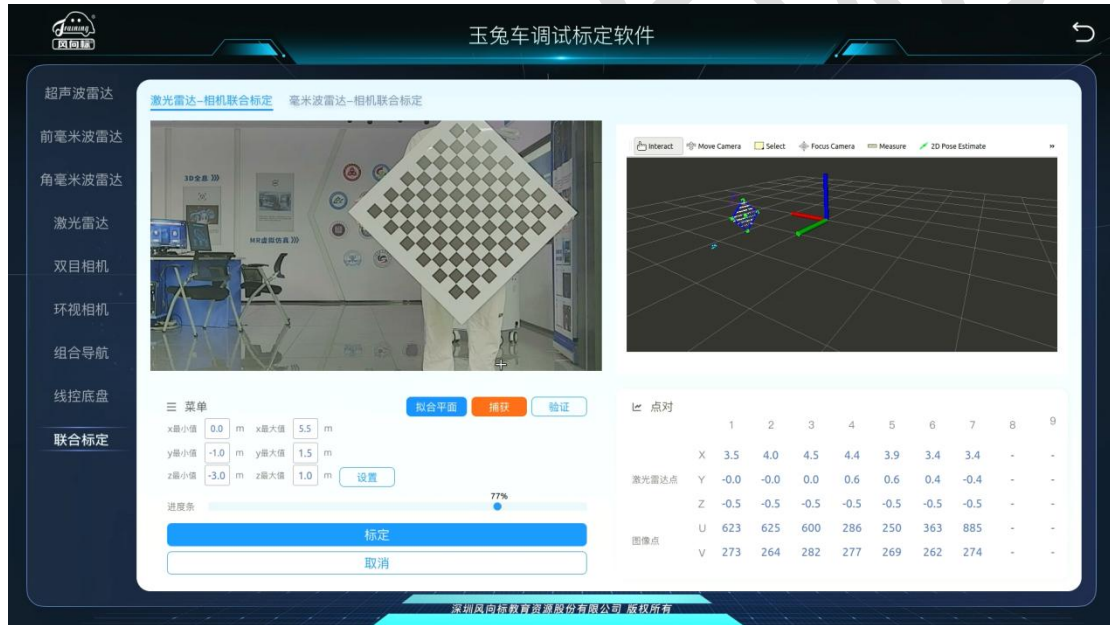 Training
风向标
玉兔车调试标定软件
超声波雷达
前毫米波雷达
角毫米波雷达
激光雷达
双目相机
环视相机
组合导航
线控底盘
联合标定
激光雷达-相机联合标定 毫米波雷达-相机联合标定
3D全息 》》》
MR虚拟仿真 》》》
Interact Move Camera Select Focus Camera Measure 2D Pose Estimate »
菜单 拟合平面 捕获 验证
x最小值 0.0 m x最大值 5.5 m
y最小值 -1.0 m y最大值 1.5 m
z最小值 -3.0 m z最大值 1.0 m 设置
进度条 77%
标定
取消
点对
1 2 3 4 5 6 7 8 9
X 3.5 4.0 4.5 4.4 3.9 3.4 3.4 - -
激光雷达点 Y -0.0 -0.0 0.0 0.6 0.6 0.4 -0.4 - -
Z -0.5 -0.5 -0.5 -0.5 -0.5 -0.5 -0.5 - -
图像点 U 623 625 600 286 250 363 885 - -
V 273 264 282 277 269 262 274 - -
深圳风向标教育资源股份有限公司 版权所有